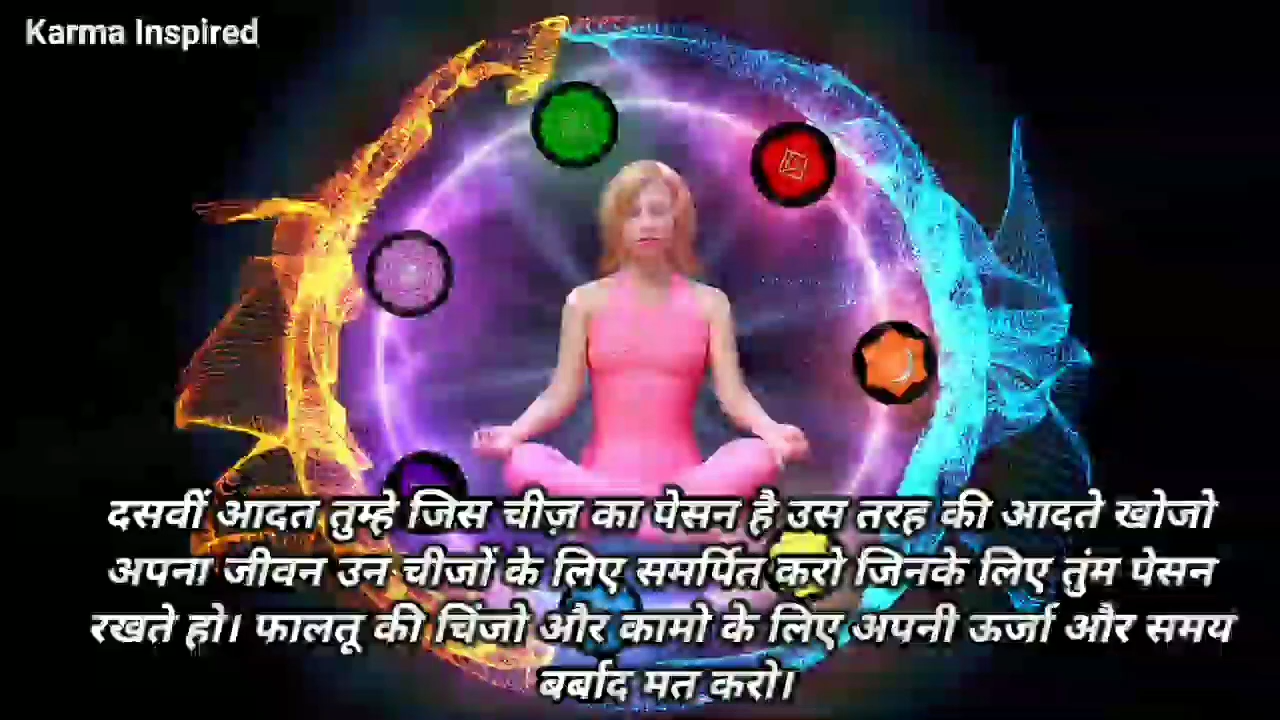 Karma Inspired
दसवीं आदत तुम्हे जिस चीज़ का पेसन है उस तरह की आदते खोजो
अपना जीवन उन चीजों के लिए समर्पित करो जिनके लिए तुंम पेसन
रखते हो। फालतू की चिंजो और कामो के लिए अपनी ऊर्जा और समय
बर्बाद मत करो।